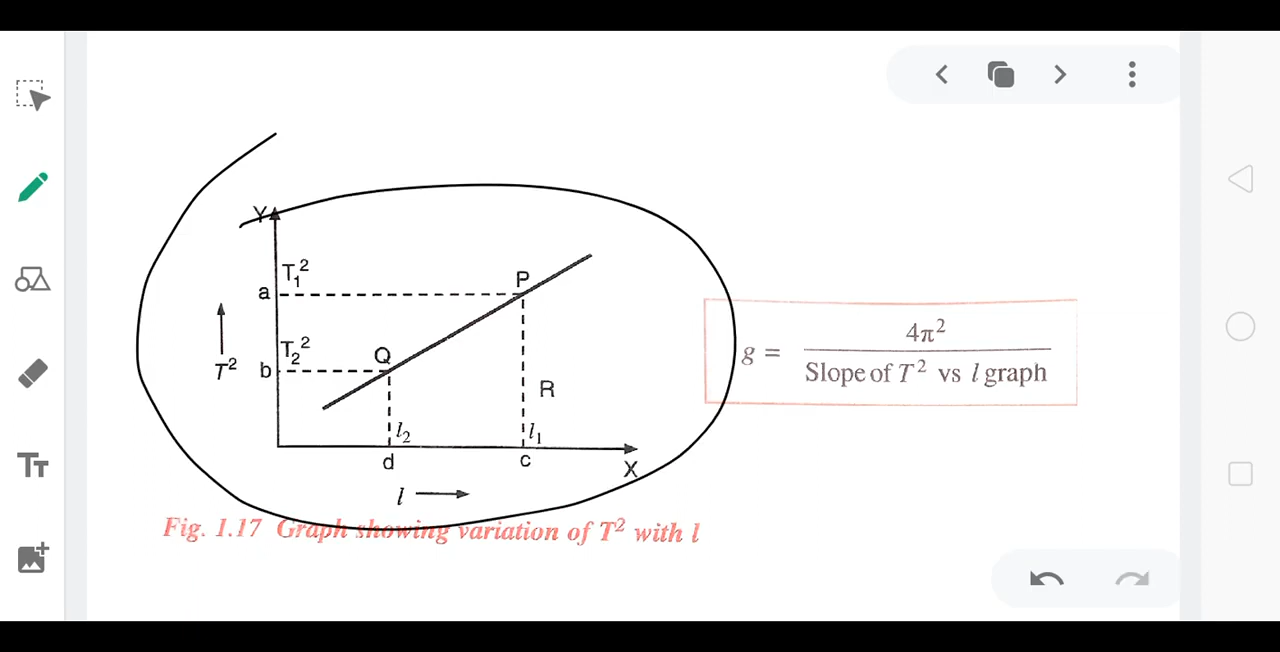 Y
T₁²
a
P
T₂²
Q
T² b
R
l₂
l₁
d
c
X
l
Fig. 1.17 Graph showing variation of T² with l
g = 4π²
Slope of T² vs l graph
TT